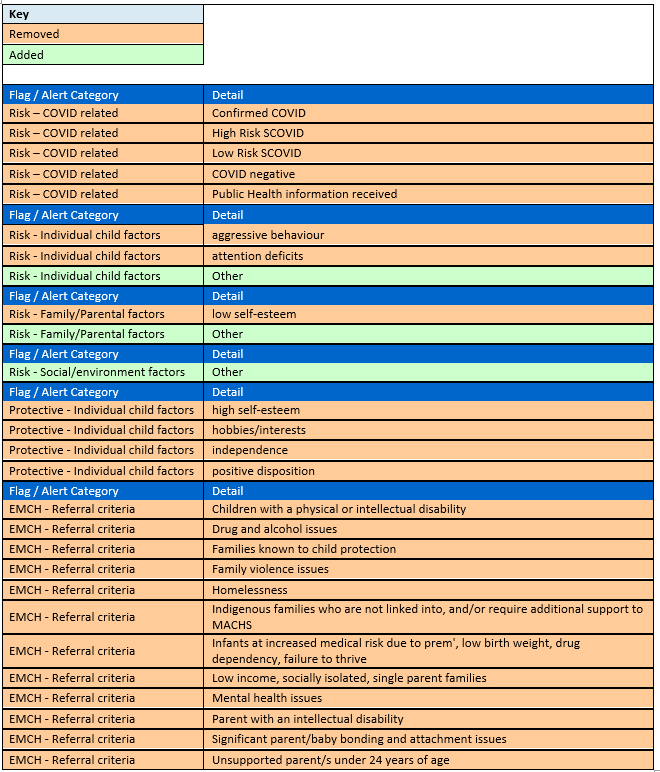 Key
Removed
Added
Flag / Alert Category Detail
Risk – COVID related Confirmed COVID
Risk – COVID related High Risk SCOVID
Risk – COVID related Low Risk SCOVID
Risk – COVID related COVID negative
Risk – COVID related Public Health information received
Flag / Alert Category Detail
Risk - Individual child factors aggressive behaviour
Risk - Individual child factors attention deficits
Risk - Individual child factors Other
Flag / Alert Category Detail
Risk - Family/Parental factors low self-esteem
Risk - Family/Parental factors Other
Flag / Alert Category Detail
Risk - Social/environment factors Other
Flag / Alert Category Detail
Protective - Individual child factors high self-esteem
Protective - Individual child factors hobbies/interests
Protective - Individual child factors independence
Protective - Individual child factors positive disposition
Flag / Alert Category Detail
EMCH - Referral criteria Children with a physical or intellectual disability
EMCH - Referral criteria Drug and alcohol issues
EMCH - Referral criteria Families known to child protection
EMCH - Referral criteria Family violence issues
EMCH - Referral criteria Homelessness
EMCH - Referral criteria Indigenous families who are not linked into, and/or require additional support to
MACHS
EMCH - Referral criteria Infants at increased medical risk due to prem', low birth weight, drug
dependency, failure to thrive
EMCH - Referral criteria Low income, socially isolated, single parent families
EMCH - Referral criteria Mental health issues
EMCH - Referral criteria Parent with an intellectual disability
EMCH - Referral criteria Significant parent/baby bonding and attachment issues
EMCH - Referral criteria Unsupported parent/s under 24 years of age